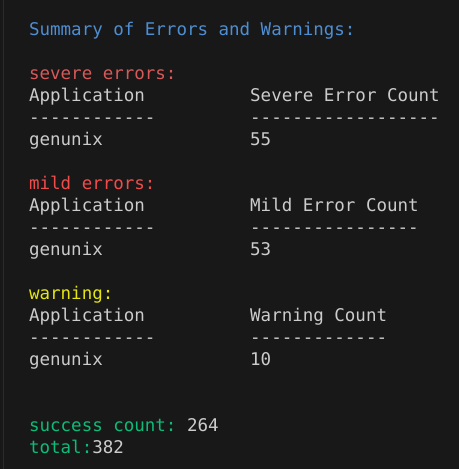 Summary of Errors and Warnings:
severe errors:
Application Severe Error Count
------------ ------------------
genunix 55
mild errors:
Application Mild Error Count
------------ ----------------
genunix 53
warning:
Application Warning Count
------------ -------------
genunix 10
success count: 264
total:382